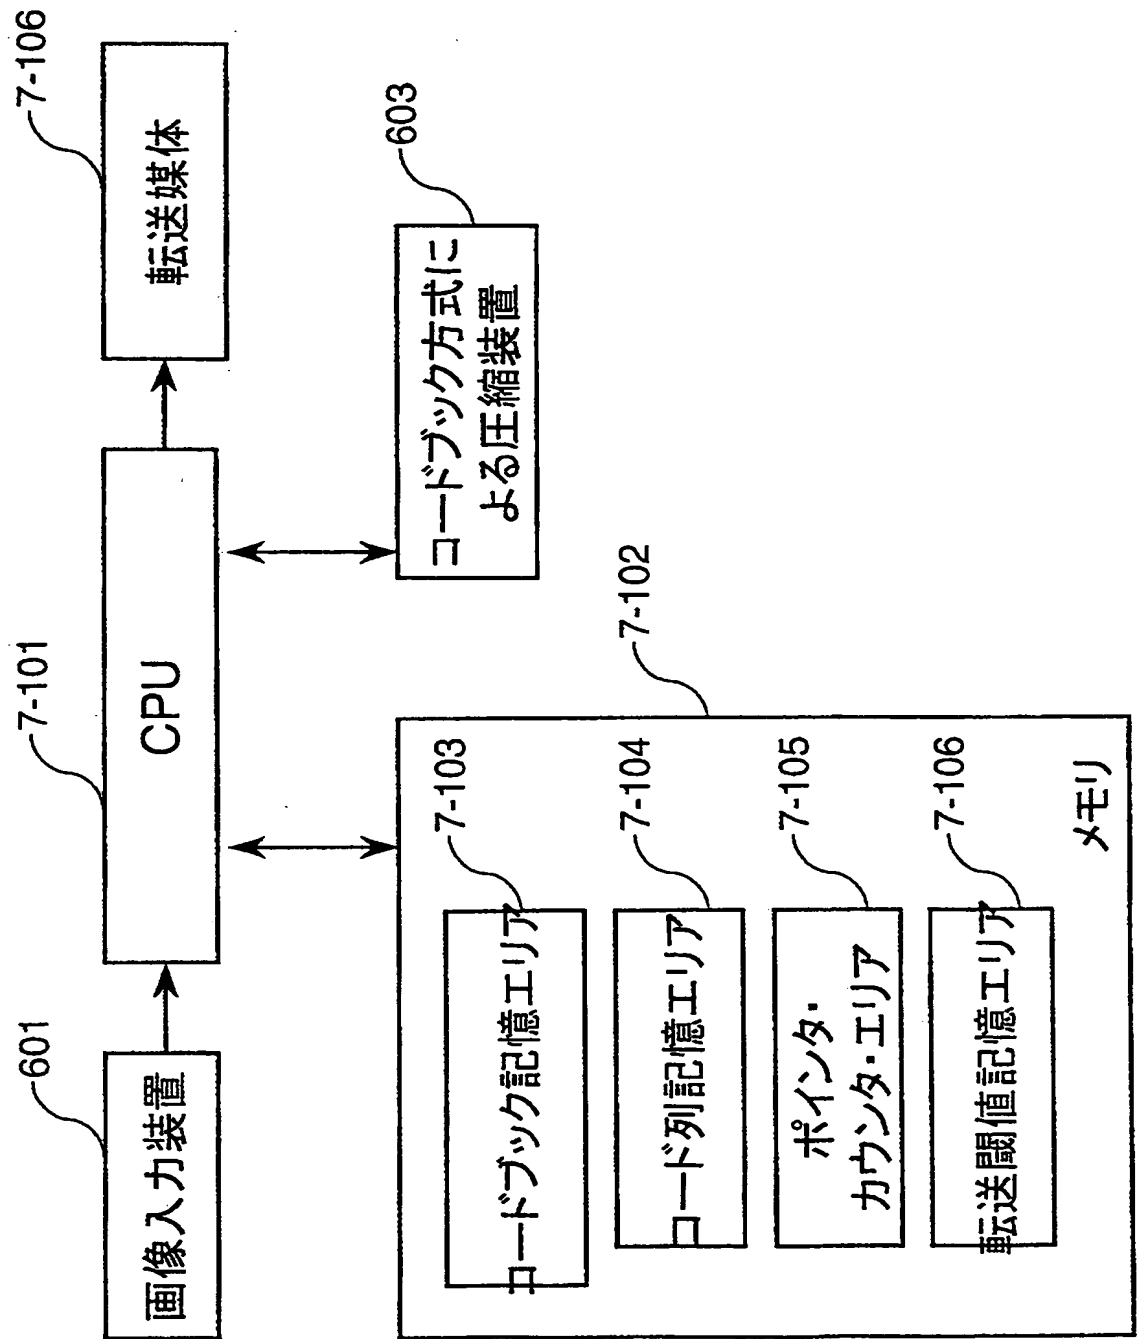 601
画像入力装置
7-101
CPU
7-106
転送媒体
603
コードブック方式に
よる圧縮装置
7-102
7-103
コードブック記憶エリア
7-104
コード列記憶エリア
7-105
ポインタ・
カウンタ・エリア
7-106
転送閾値記憶エリア
メモリ